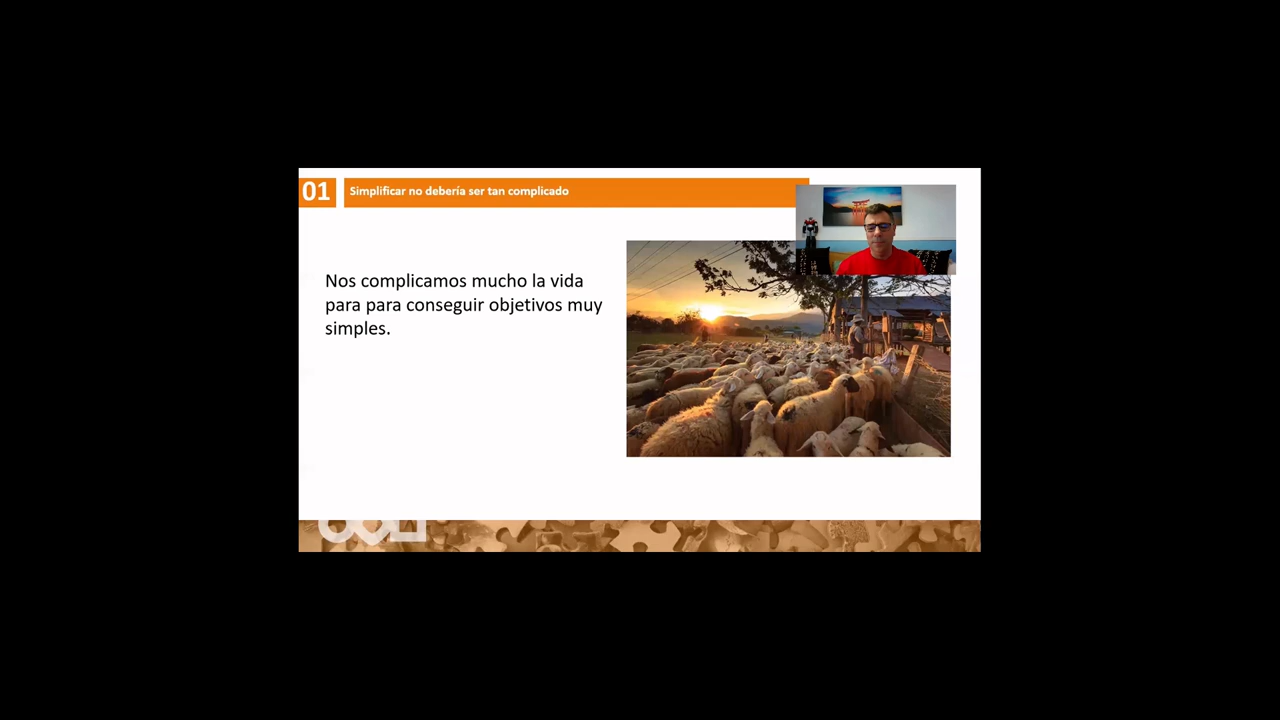 01
Simplificar no debería ser tan complicado
Nos complicamos mucho la vida
para para conseguir objetivos muy
simples.